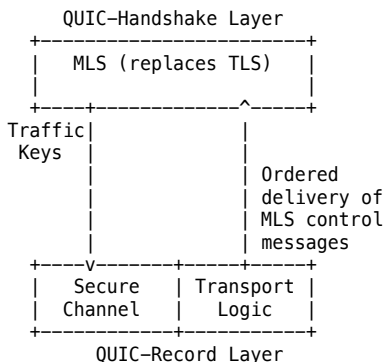 QUIC-Handshake Layer
MLS (replaces TLS)
Traffic
Keys
Ordered
delivery of
MLS control
messages
Secure Transport
Channel Logic
QUIC-Record Layer